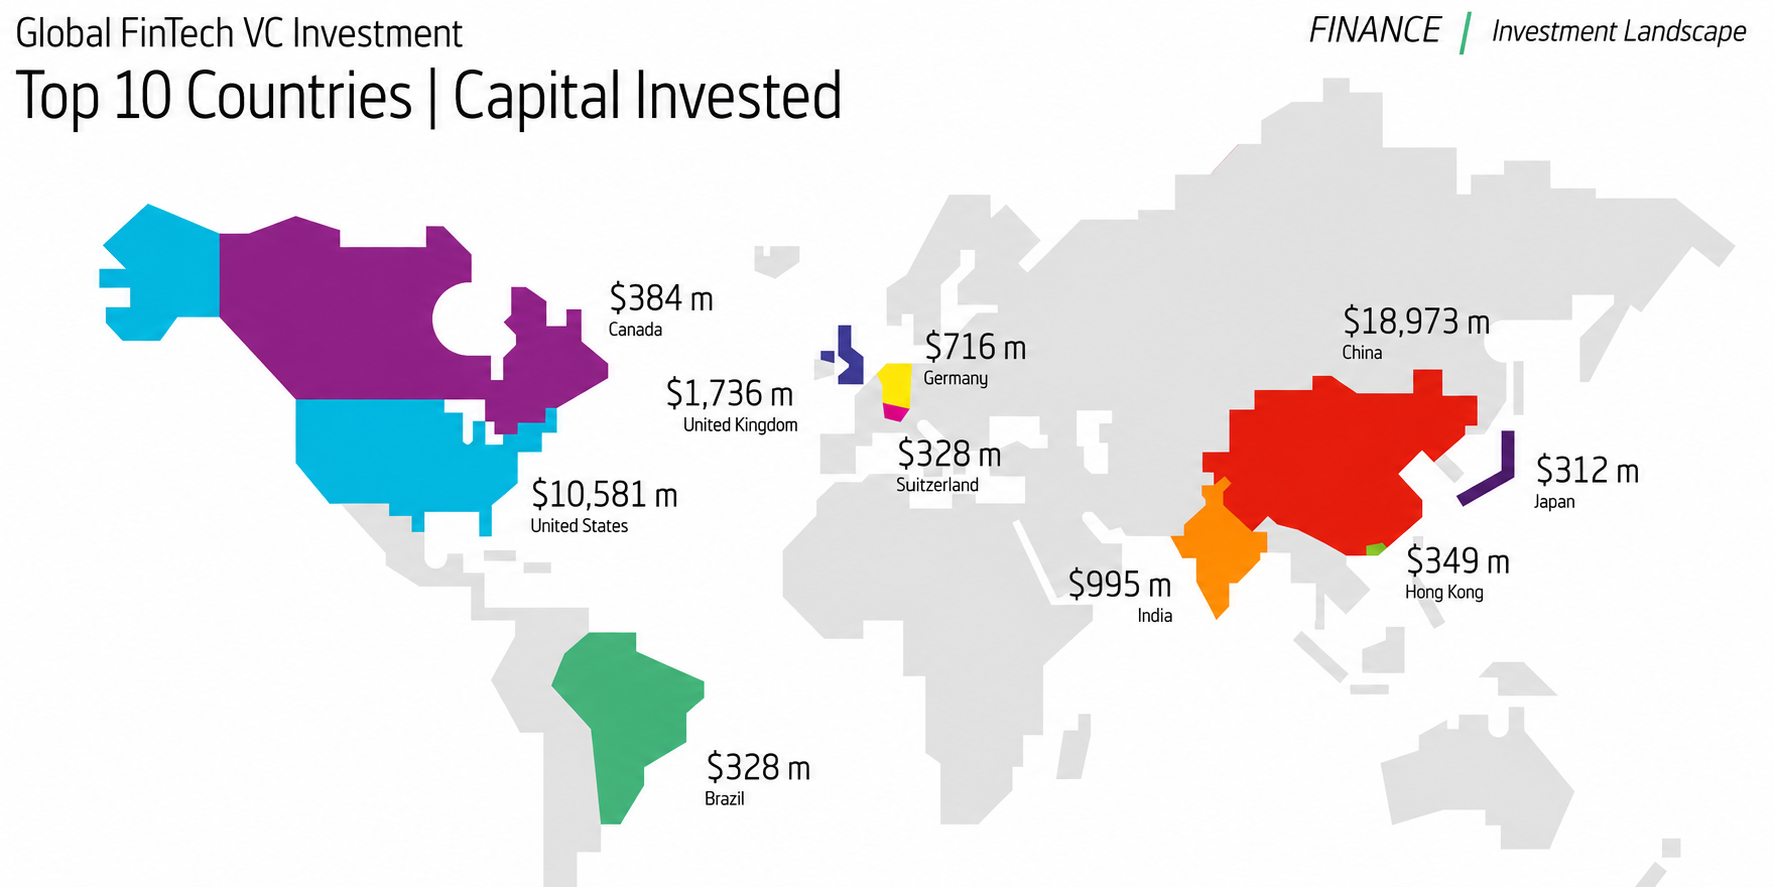 Global FinTech VC Investment
Top 10 Countries | Capital Invested
FINANCE / Investment Landscape
$384 m
Canada
$18,973 m
China
$716 m
Germany
$1,736 m
United Kingdom
$328 m
Suitzerland
$312 m
Japan
$10,581 m
United States
$349 m
Hong Kong
$995 m
India
$328 m
Brazil